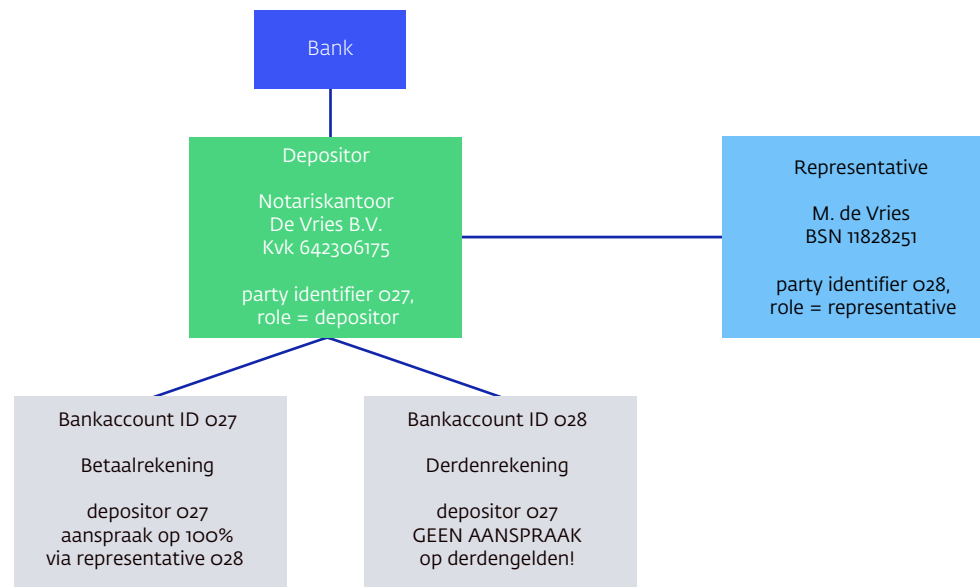 Bank
Depositor
Notariskantoor
De Vries B.V.
Kvk 642306175
party identifier 027,
role = depositor
Representative
M. de Vries
BSN 11828251
party identifier 028,
role = representative
Bankaccount ID 027
Betaalrekening
depositor 027
aanspraak op 100%
via representative 028
Bankaccount ID 028
Derdenrekening
depositor 027
GEEN AANSPRAAK
op derdengelden!